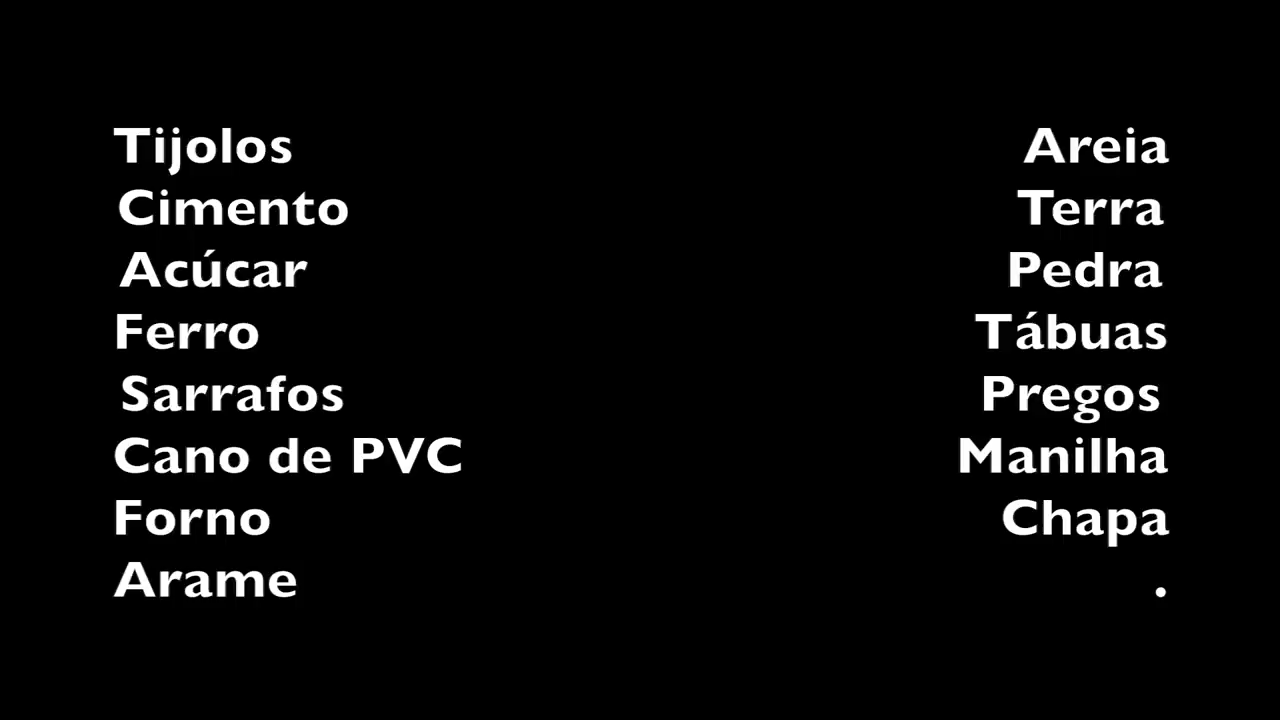 Tijolos Areia
Cimento Terra
Acúcar Pedra
Ferro Tábuas
Sarrafos Pregos
Cano de PVC Manilha
Forno Chapa
Arame .